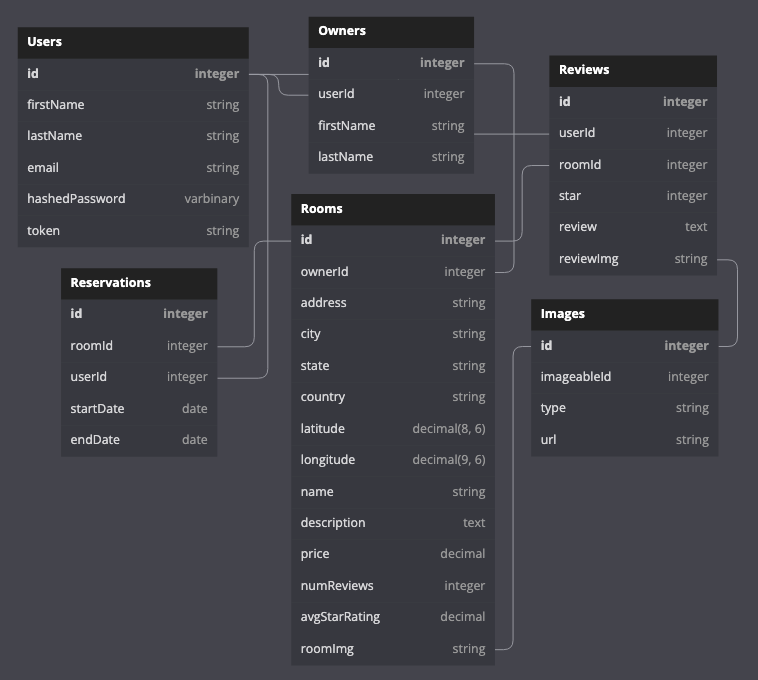 Users
id integer
firstName string
lastName string
email string
hashedPassword varbinary
token string
Owners
id integer
userId integer
firstName string
lastName string
Reviews
id integer
userId integer
roomId integer
star integer
review text
reviewImg string
Reservations
id integer
roomId integer
userId integer
startDate date
endDate date
Rooms
id integer
ownerId integer
address string
city string
state string
country string
latitude decimal(8, 6)
longitude decimal(9, 6)
name string
description text
price decimal
numReviews integer
avgStarRating decimal
roomImg string
Images
id integer
imageableId integer
type string
url string